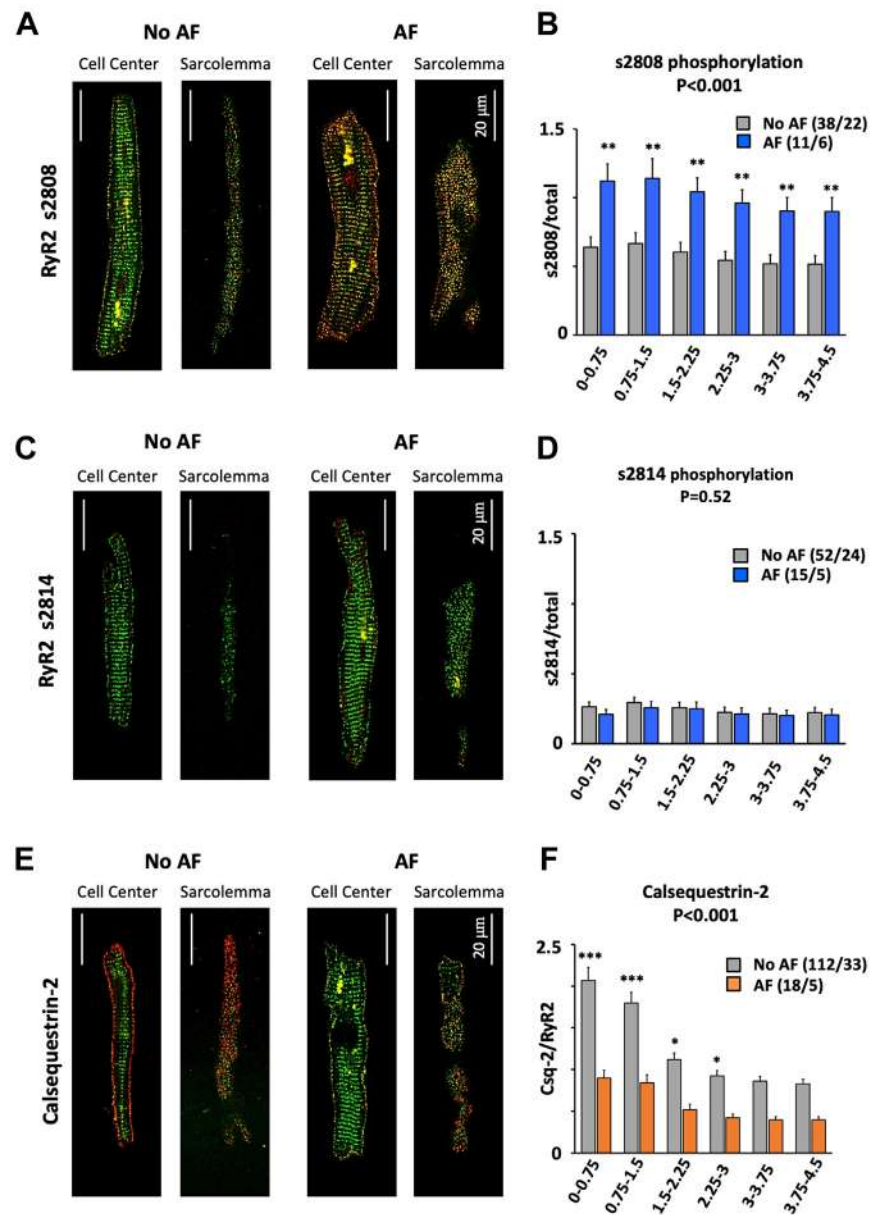 A
No AF
AF
Cell Center
Sarcolemma
Cell Center
Sarcolemma
RyR2 s2808
20 µm
B
s2808 phosphorylation
P<0.001
No AF (38/22)
AF (11/6)
s2808/total
1.5
0
** ** ** ** ** **
0-0.75
0.75-1.5
1.5-2.25
2.25-3
3-3.75
3.75-4.5
C
No AF
AF
Cell Center
Sarcolemma
Cell Center
Sarcolemma
RyR2 s2814
20 µm
D
s2814 phosphorylation
P=0.52
No AF (52/24)
AF (15/5)
s2814/total
1.5
0
0-0.75
0.75-1.5
1.5-2.25
2.25-3
3-3.75
3.75-4.5
E
No AF
AF
Cell Center
Sarcolemma
Cell Center
Sarcolemma
Calsequestrin-2
20 µm
F
Calsequestrin-2
P<0.001
No AF (112/33)
AF (18/5)
Csq-2/RyR2
2.5
0
*** *** * *
0-0.75
0.75-1.5
1.5-2.25
2.25-3
3-3.75
3.75-4.5